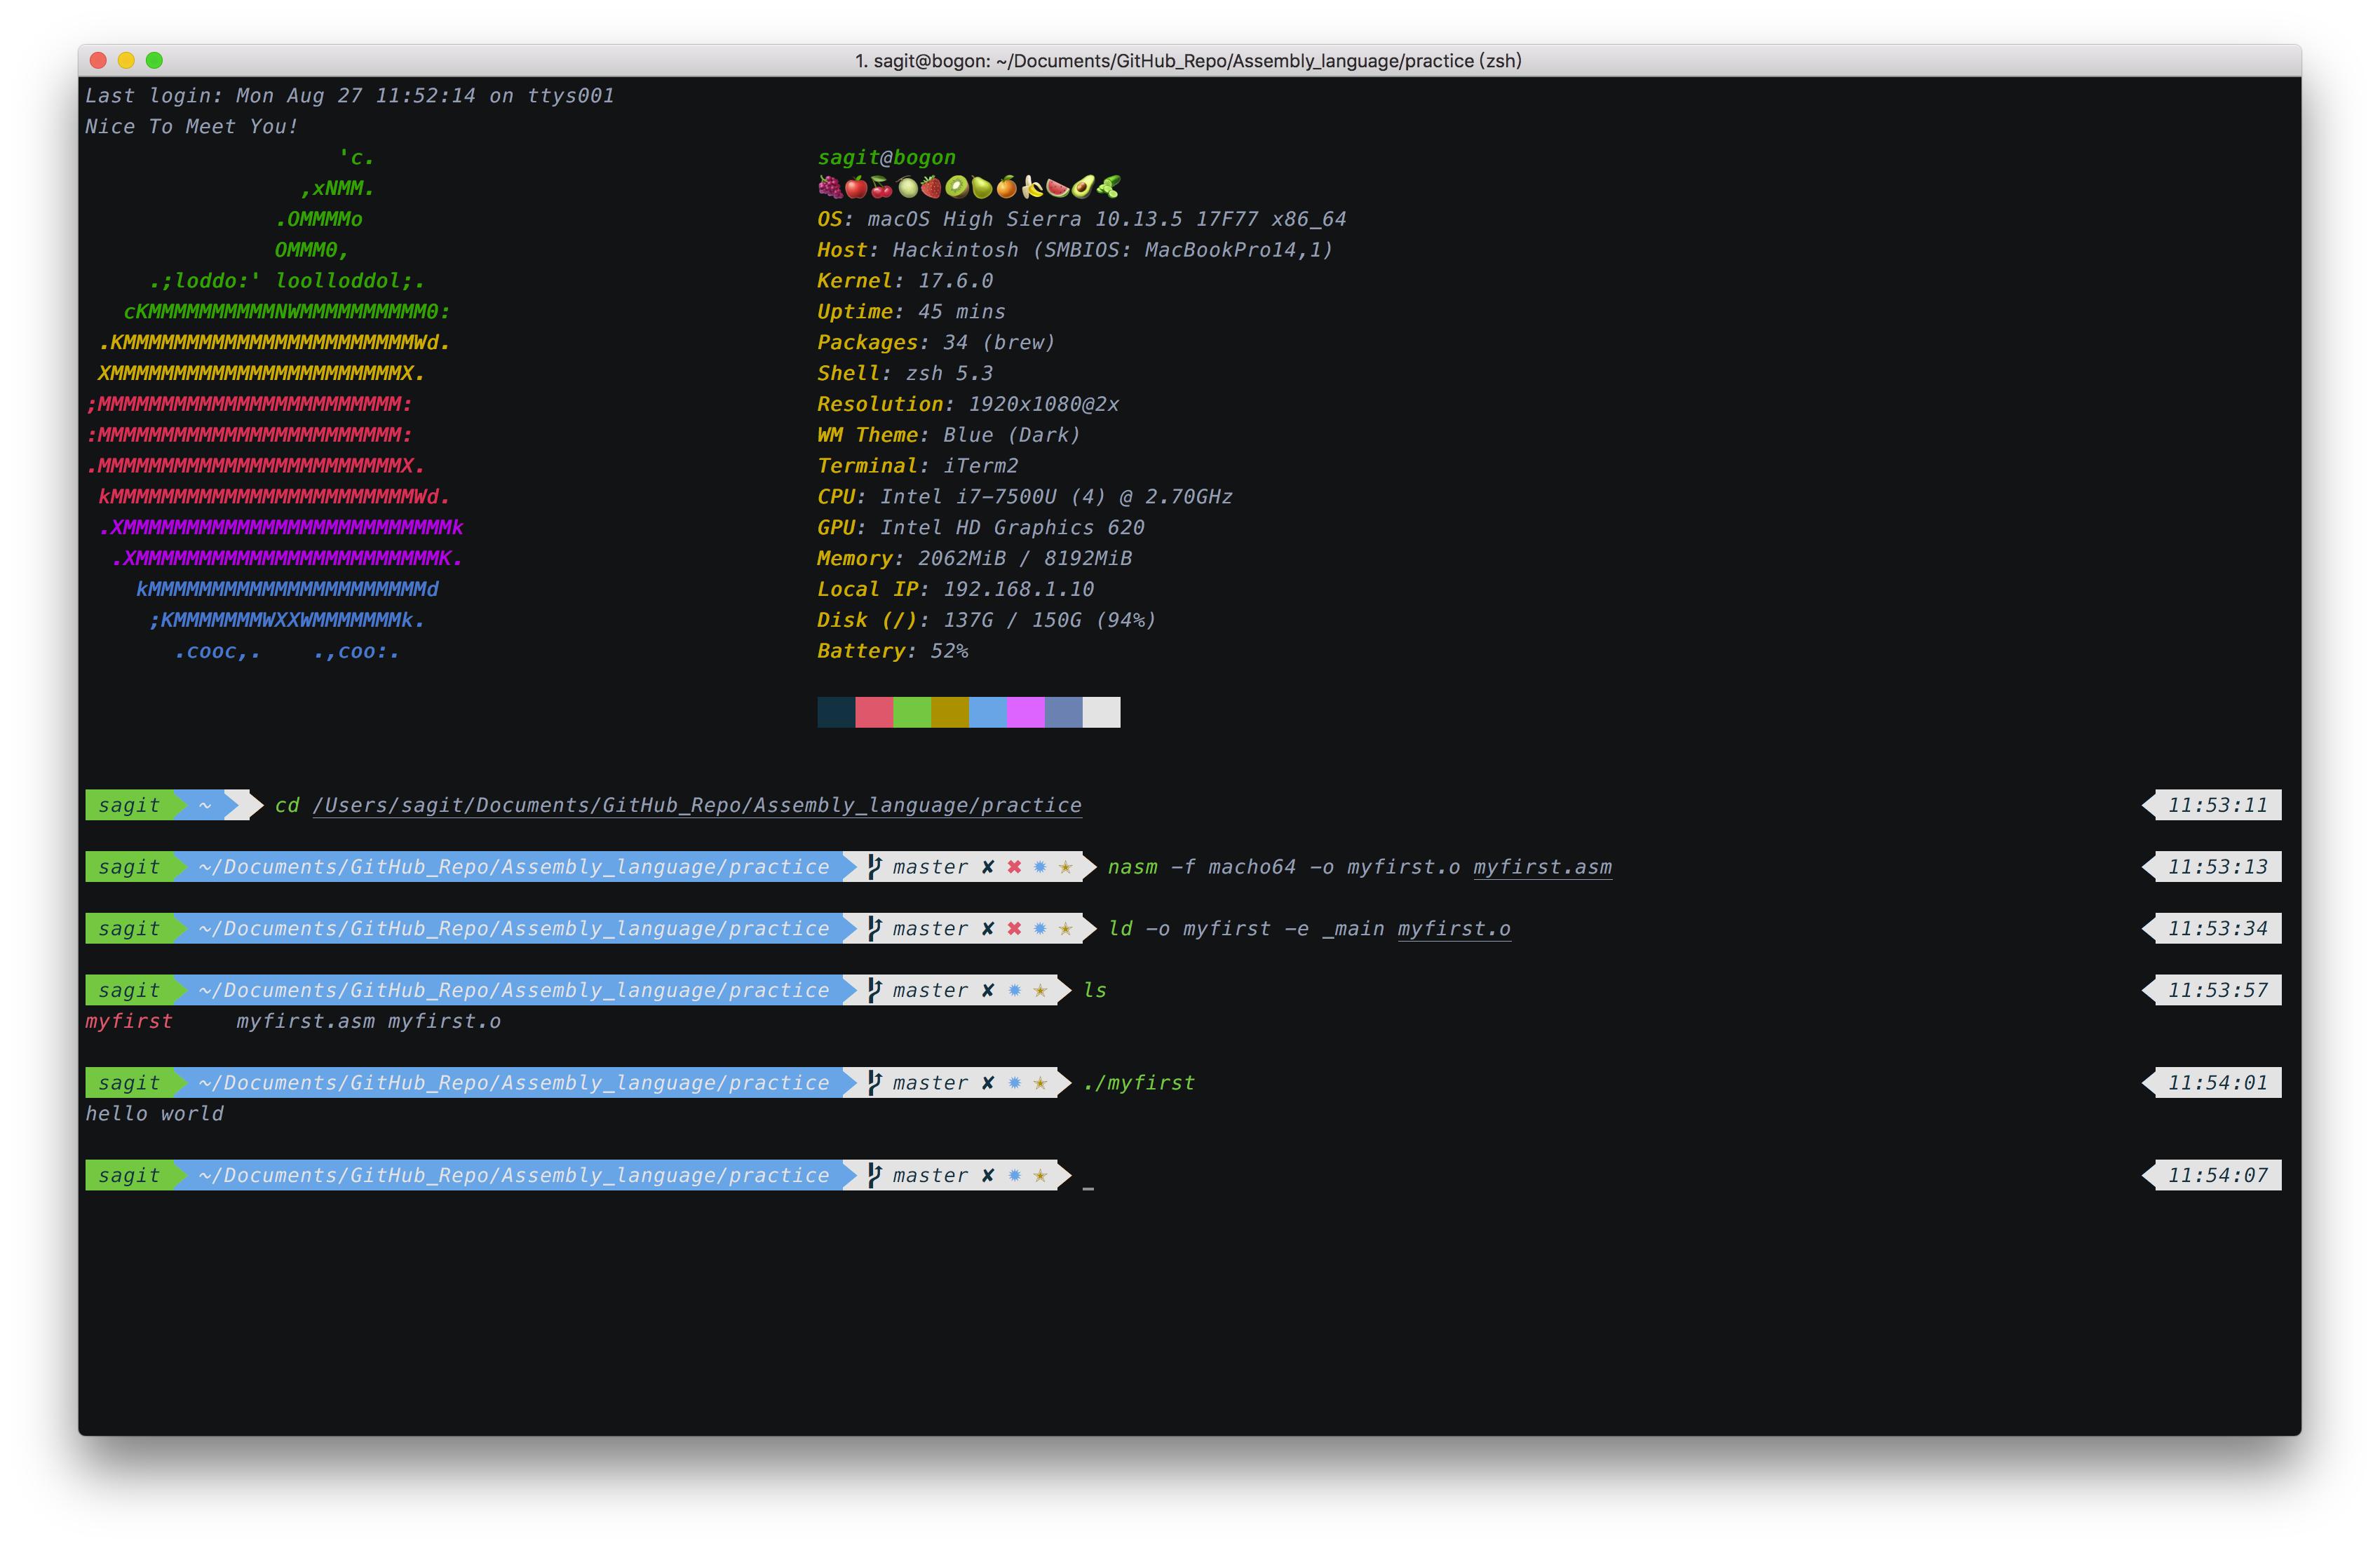 1. sagit@bogon: ~/Documents/GitHub_Repo/Assembly_language/practice (zsh)
Last login: Mon Aug 27 11:52:14 on ttys001
Nice To Meet You!
'c. sagit@bogon
,xNMM. 🍇🍎🍒🍈🍓🥝🍐🍊🍌🍉🥑
.OMMMMo OS: macOS High Sierra 10.13.5 17F77 x86_64
OMMM0, Host: Hackintosh (SMBIOS: MacBookPro14,1)
.;loddo:' loolloddol;. Kernel: 17.6.0
cKMMMMMMMMMMNWMMMMMMMMMM0: Uptime: 45 mins
.KMMMMMMMMMMMMMMMMMMMMMMMWd. Packages: 34 (brew)
XMMMMMMMMMMMMMMMMMMMMMMMX. Shell: zsh 5.3
;MMMMMMMMMMMMMMMMMMMMMMMM: Resolution: 1920x1080@2x
:MMMMMMMMMMMMMMMMMMMMMMMM: WM Theme: Blue (Dark)
.MMMMMMMMMMMMMMMMMMMMMMMMX. Terminal: iTerm2
kMMMMMMMMMMMMMMMMMMMMMMMMWd. CPU: Intel i7-7500U (4) @ 2.70GHz
.XMMMMMMMMMMMMMMMMMMMMMMMMMMk GPU: Intel HD Graphics 620
.XMMMMMMMMMMMMMMMMMMMMMMMMK. Memory: 2062MiB / 8192MiB
kMMMMMMMMMMMMMMMMMMMMMMd Local IP: 192.168.1.10
;KMMMMMMMWXXWMMMMMMMk. Disk (/): 137G / 150G (94%)
.cooc,. .,coo:. Battery: 52%
sagit ~ cd /Users/sagit/Documents/GitHub_Repo/Assembly_language/practice 11:53:11
sagit ~/Documents/GitHub_Repo/Assembly_language/practice master ✘ ✖ ✹ ✭ nasm -f macho64 -o myfirst.o myfirst.asm 11:53:13
sagit ~/Documents/GitHub_Repo/Assembly_language/practice master ✘ ✖ ✹ ✭ ld -o myfirst -e _main myfirst.o 11:53:34
sagit ~/Documents/GitHub_Repo/Assembly_language/practice master ✘ ✹ ✭ ls 11:53:57
myfirst myfirst.asm myfirst.o
sagit ~/Documents/GitHub_Repo/Assembly_language/practice master ✘ ✹ ✭ ./myfirst 11:54:01
hello world
sagit ~/Documents/GitHub_Repo/Assembly_language/practice master ✘ ✹ ✭ _ 11:54:07